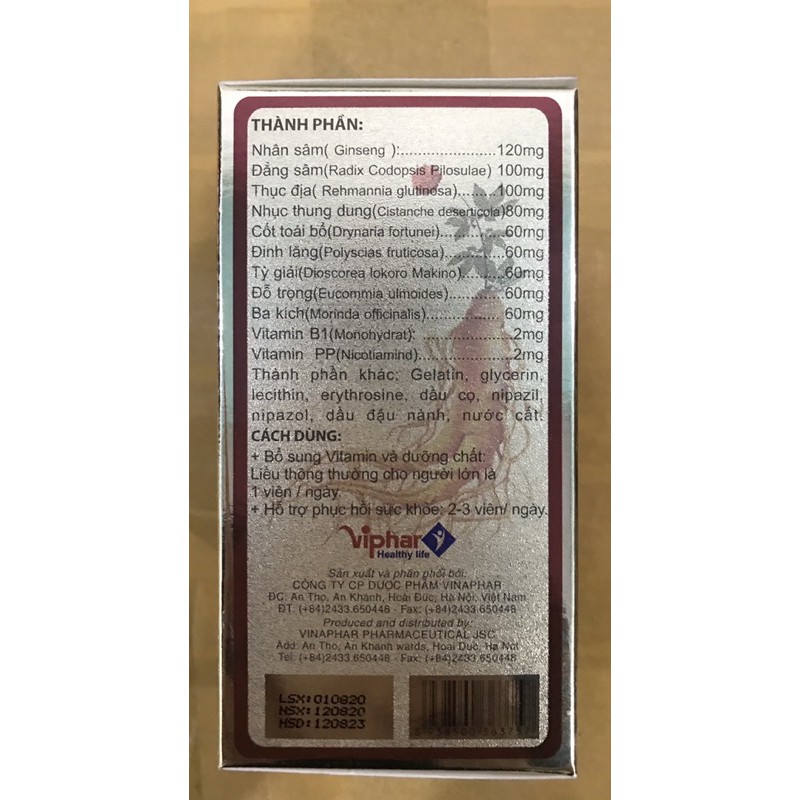 THÀNH PHẦN:
Nhân sâm( Ginseng ):......................120mg
Đẳng sâm(Radix Codopsis Pilosulae) 100mg
Thục địa( Rehmannia glutinosa).........100mg
Nhục thung dung(Cistanche deserticola)80mg
Cốt toái bổ(Drynaria fortunei)...............60mg
Đinh lăng(Polyscias fruticosa)..............60mg
Tỳ giải(Dioscorea lokoro Makino)..........60mg
Đỗ trọng(Eucommia ulmoides).............60mg
Ba kích(Morinda officinalis)..................60mg
Vitamin B1(Monohydrat):....................2mg
Vitamin PP(Nicotiamind)....................2mg
Thành phần khác: Gelatin, glycerin,
lecithin, erythrosine, dầu cọ, nipazil,
nipazol, dầu đậu nành, nước cất.
CÁCH DÙNG:
+ Bổ sung Vitamin và dưỡng chất:
Liều thông thường cho người lớn là
1 viên / ngày.
+ Hỗ trợ phục hồi sức khỏe: 2-3 viên/ ngày.
Viphar
Healthy life
Sản xuất và phân phối bởi:
CÔNG TY CP DƯỢC PHẨM VINAPHAR
ĐC: An Thọ, An Khánh, Hoài Đức, Hà Nội, Việt Nam
ĐT: (+84)2433.650448 - Fax: (+84)2433.650448
Produced and distributed by:
VINAPHAR PHARMACEUTICAL JSC
Add: An Tho, An Khanh wards, Hoai Duc, Ha Noi
Tel: (+84)2433.650448 - Fax: (+84)2433.650448
LSX:010820
NSX:120820
HSD:120823